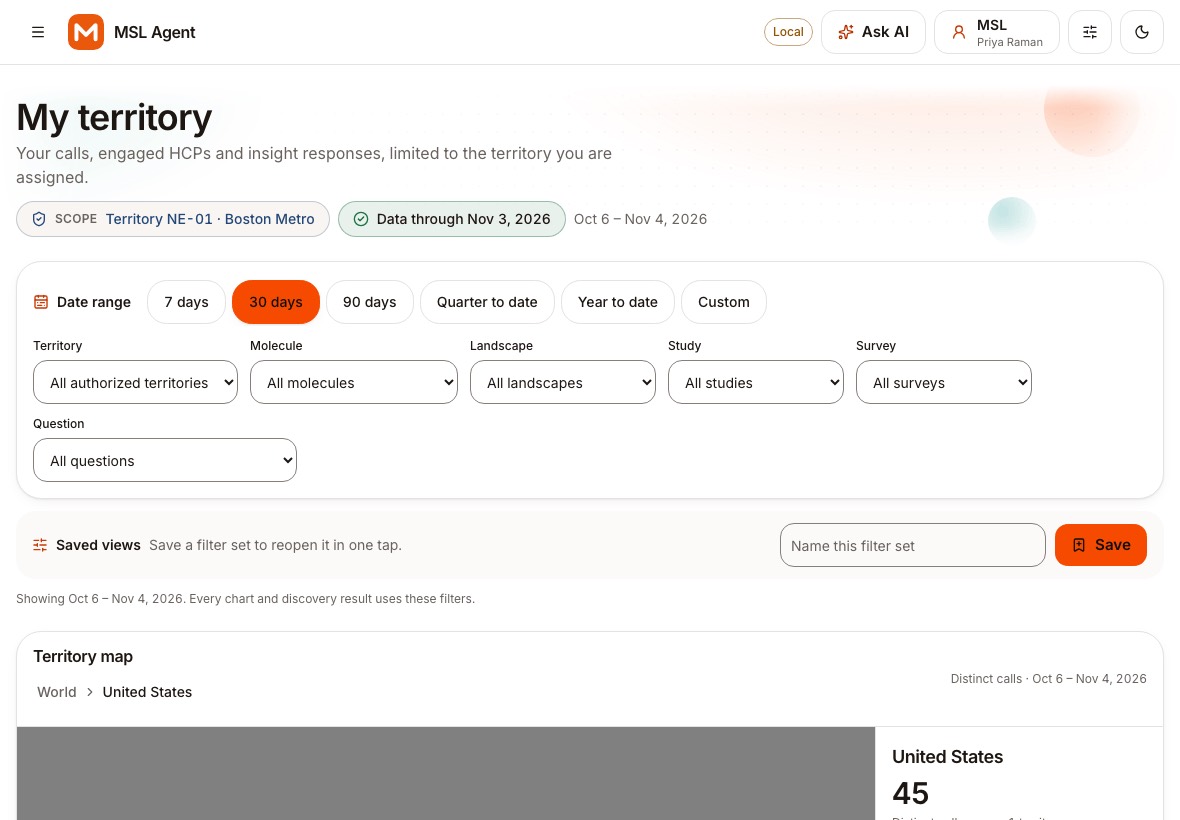 MSL Agent
Local
Ask AI
MSL
Priya Raman
My territory
Your calls, engaged HCPs and insight responses, limited to the territory you are
assigned.
SCOPE Territory NE-01 · Boston Metro
Data through Nov 3, 2026
Oct 6 – Nov 4, 2026
Date range
7 days
30 days
90 days
Quarter to date
Year to date
Custom
Territory
All authorized territories
Molecule
All molecules
Landscape
All landscapes
Study
All studies
Survey
All surveys
Question
All questions
Saved views Save a filter set to reopen it in one tap.
Name this filter set
Save
Showing Oct 6 – Nov 4, 2026. Every chart and discovery result uses these filters.
Territory map
World > United States
Distinct calls · Oct 6 – Nov 4, 2026
United States
45